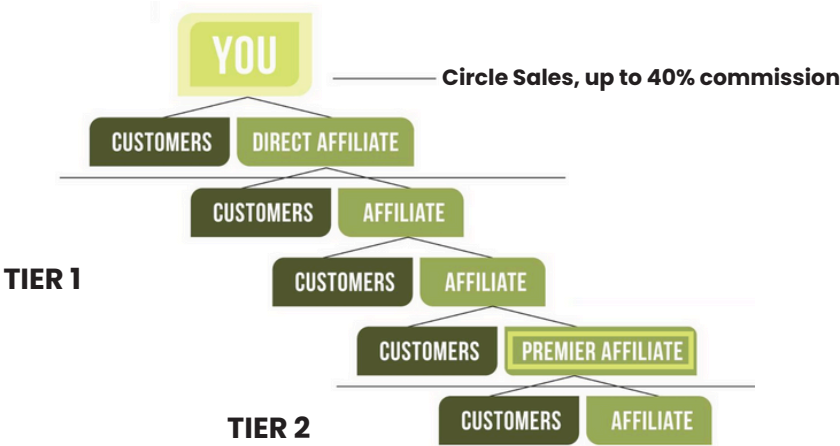 YOU
Circle Sales, up to 40% commission
CUSTOMERS DIRECT AFFILIATE
CUSTOMERS AFFILIATE
TIER 1
CUSTOMERS AFFILIATE
CUSTOMERS PREMIER AFFILIATE
TIER 2
CUSTOMERS AFFILIATE